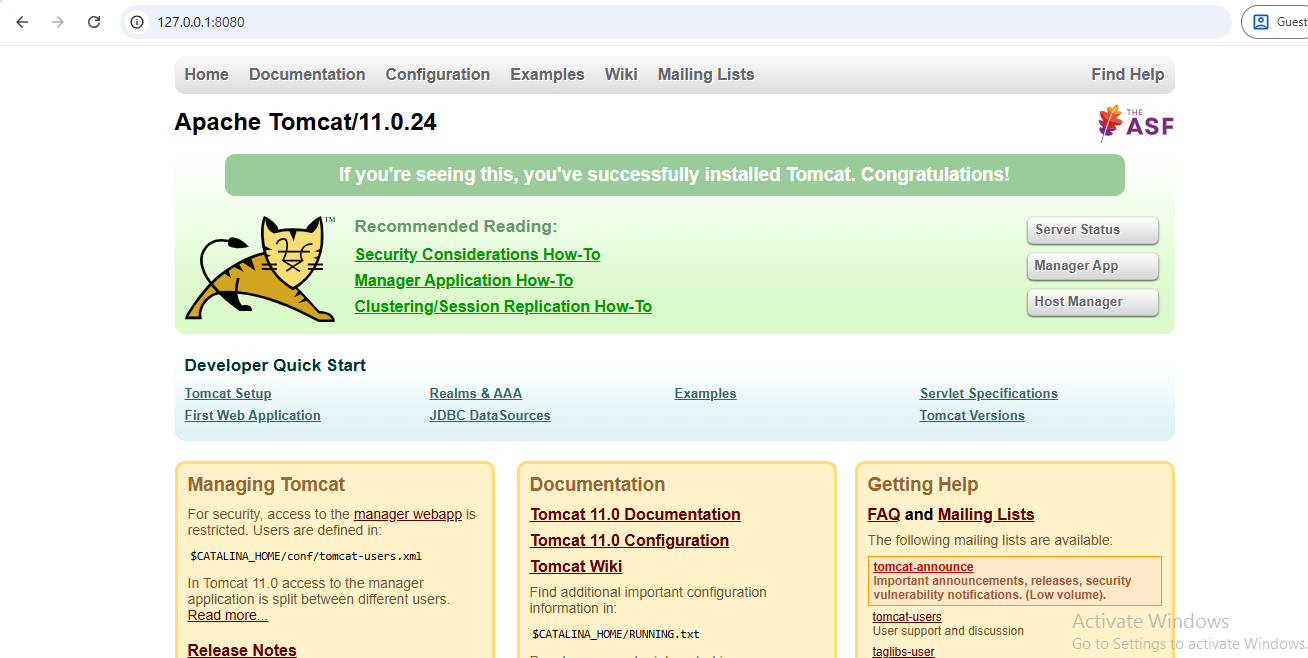 127.0.0.1:8080
Guest
Home Documentation Configuration Examples Wiki Mailing Lists Find Help
Apache Tomcat/11.0.24
THE
ASF
If you're seeing this, you've successfully installed Tomcat. Congratulations!
TM
Recommended Reading:
Security Considerations How-To
Manager Application How-To
Clustering/Session Replication How-To
Server Status
Manager App
Host Manager
Developer Quick Start
Tomcat Setup Realms & AAA Examples Servlet Specifications
First Web Application JDBC DataSources Tomcat Versions
Managing Tomcat
For security, access to the manager webapp is
restricted. Users are defined in:
$CATALINA_HOME/conf/tomcat-users.xml
In Tomcat 11.0 access to the manager
application is split between different users.
Read more...
Release Notes
Documentation
Tomcat 11.0 Documentation
Tomcat 11.0 Configuration
Tomcat Wiki
Find additional important configuration
information in:
$CATALINA_HOME/RUNNING.txt
Getting Help
FAQ and Mailing Lists
The following mailing lists are available:
tomcat-announce
Important announcements, releases, security
vulnerability notifications. (Low volume).
tomcat-users
User support and discussion
taglibs-user
Activate Windows
Go to Settings to activate Windows.